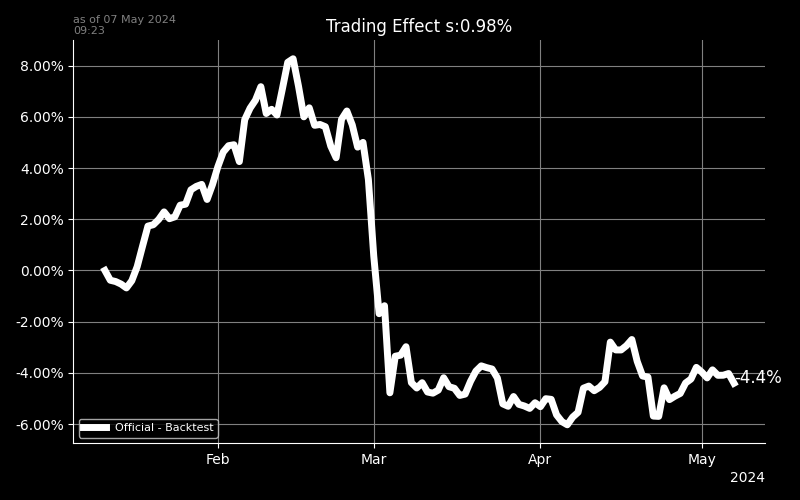 as of 07 May 2024
09:23
Trading Effect s:0.98%
8.00%
6.00%
4.00%
2.00%
0.00%
-2.00%
-4.00%
-6.00%
-4.4%
Official - Backtest
Feb
Mar
Apr
May
2024